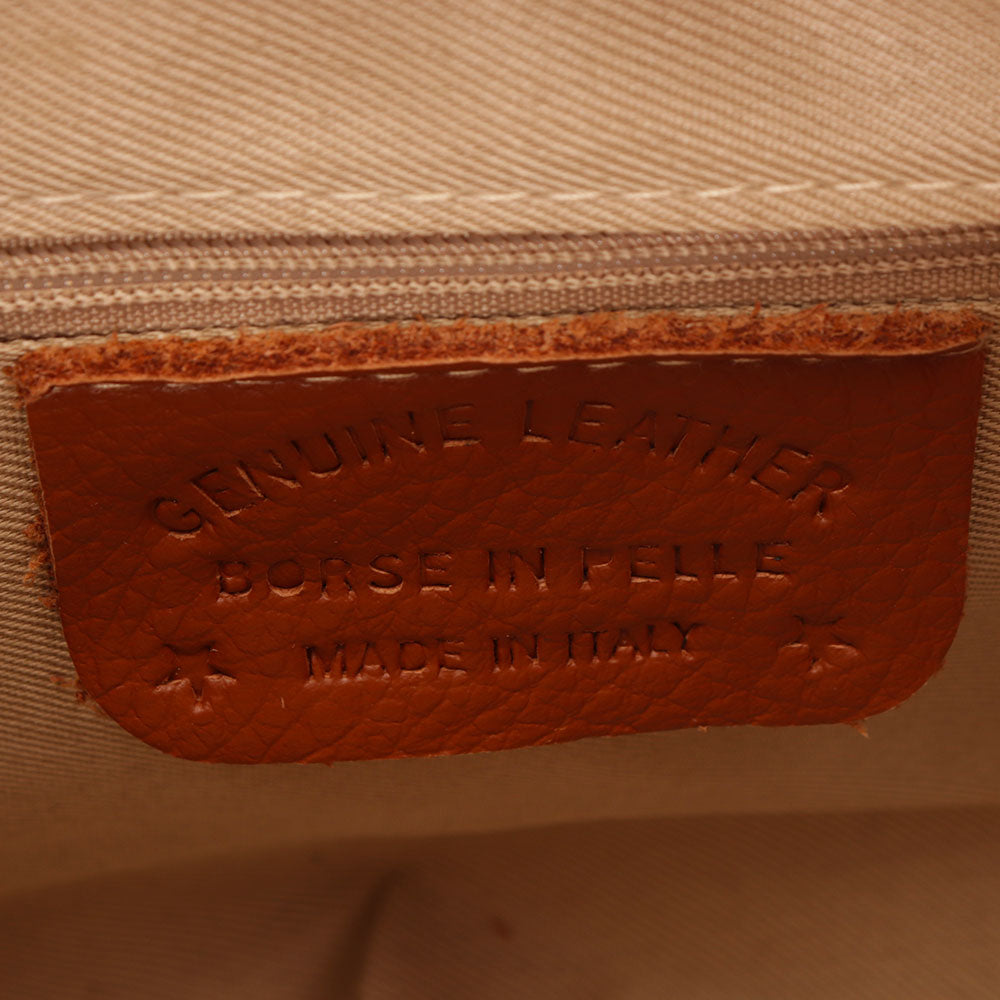 GENUINE LEATHER
BORSE IN PELLE
MADE IN ITALY